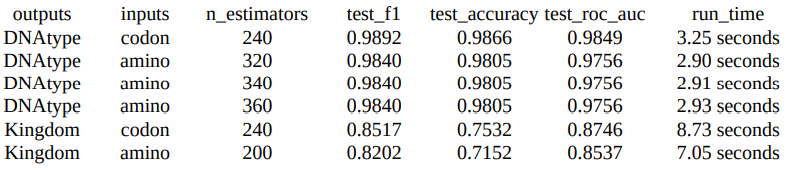 outputs inputs n_estimators test_f1 test_accuracy test_roc_auc run_time
DNAtype codon 240 0.9892 0.9866 0.9849 3.25 seconds
DNAtype amino 320 0.9840 0.9805 0.9756 2.90 seconds
DNAtype amino 340 0.9840 0.9805 0.9756 2.91 seconds
DNAtype amino 360 0.9840 0.9805 0.9756 2.93 seconds
Kingdom codon 240 0.8517 0.7532 0.8746 8.73 seconds
Kingdom amino 200 0.8202 0.7152 0.8537 7.05 seconds